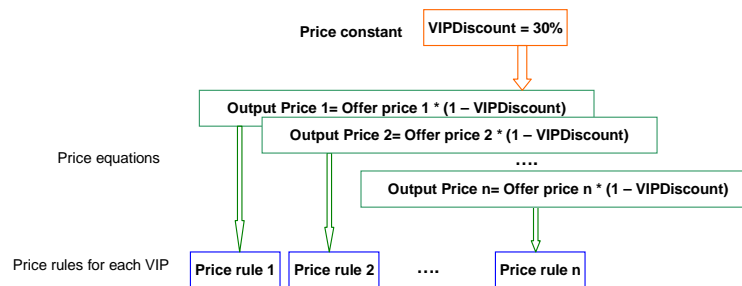 Price constant
VIPDiscount = 30%
Output Price 1= Offer price 1 * (1 – VIPDiscount)
Output Price 2= Offer price 2 * (1 – VIPDiscount)
Price equations
....
Output Price n= Offer price n * (1 – VIPDiscount)
Price rules for each VIP
Price rule 1
Price rule 2
....
Price rule n